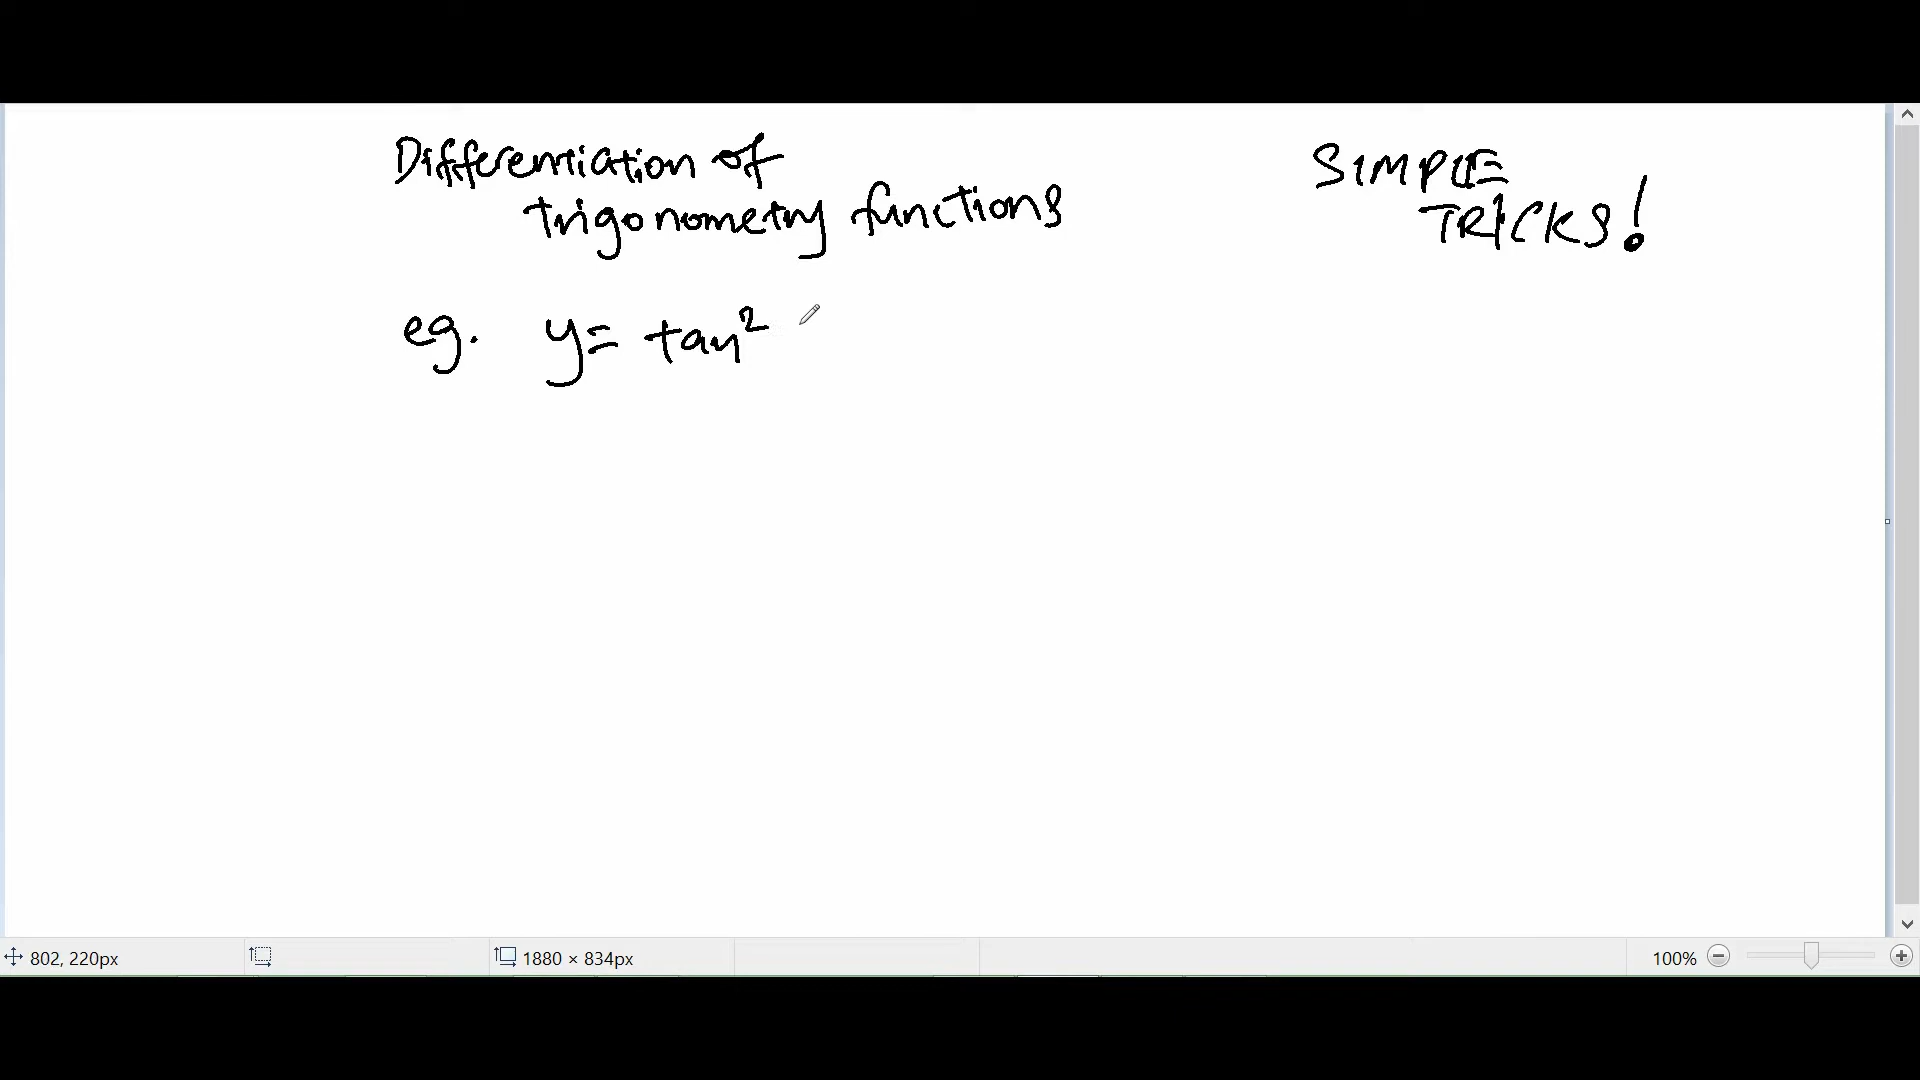 Differentiation of
trigonometry functions
SIMPLE
TRICKS!
eg. y= tan²
802, 220px
1880 × 834px
100%